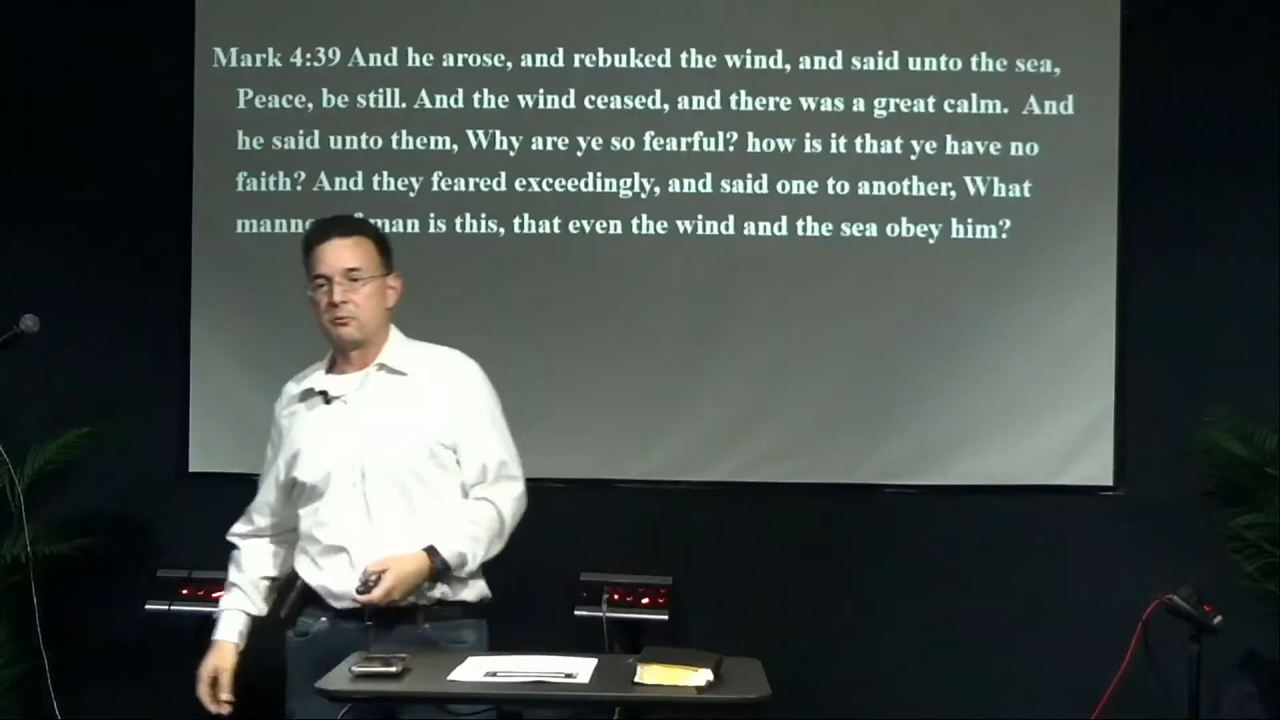 Mark 4:39 And he arose, and rebuked the wind, and said unto the sea,
Peace, be still. And the wind ceased, and there was a great calm. And
he said unto them, Why are ye so fearful? how is it that ye have no
faith? And they feared exceedingly, and said one to another, What
man is this, that even the wind and the sea obey him?